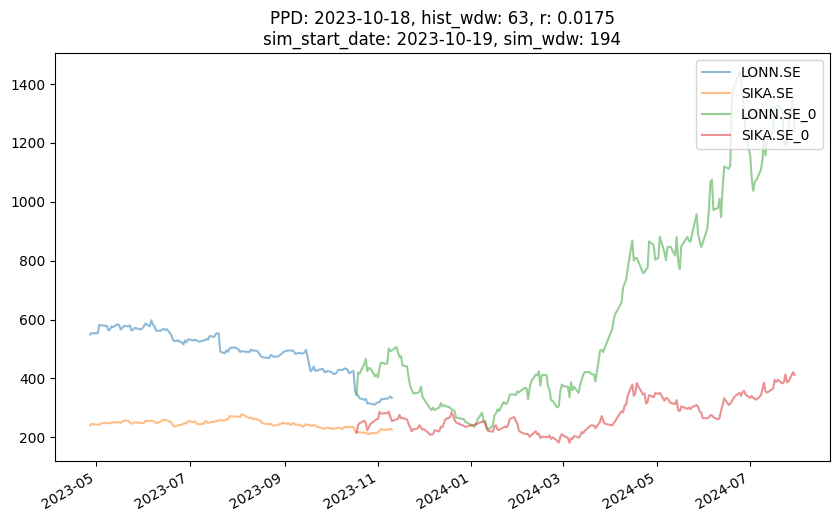 PPD: 2023-10-18, hist_wdw: 63, r: 0.0175
sim_start_date: 2023-10-19, sim_wdw: 194
1400
1200
1000
800
600
400
200
LONN.SE
SIKA.SE
LONN.SE_0
SIKA.SE_0
2023-05
2023-07
2023-09
2023-11
2024-01
2024-03
2024-05
2024-07